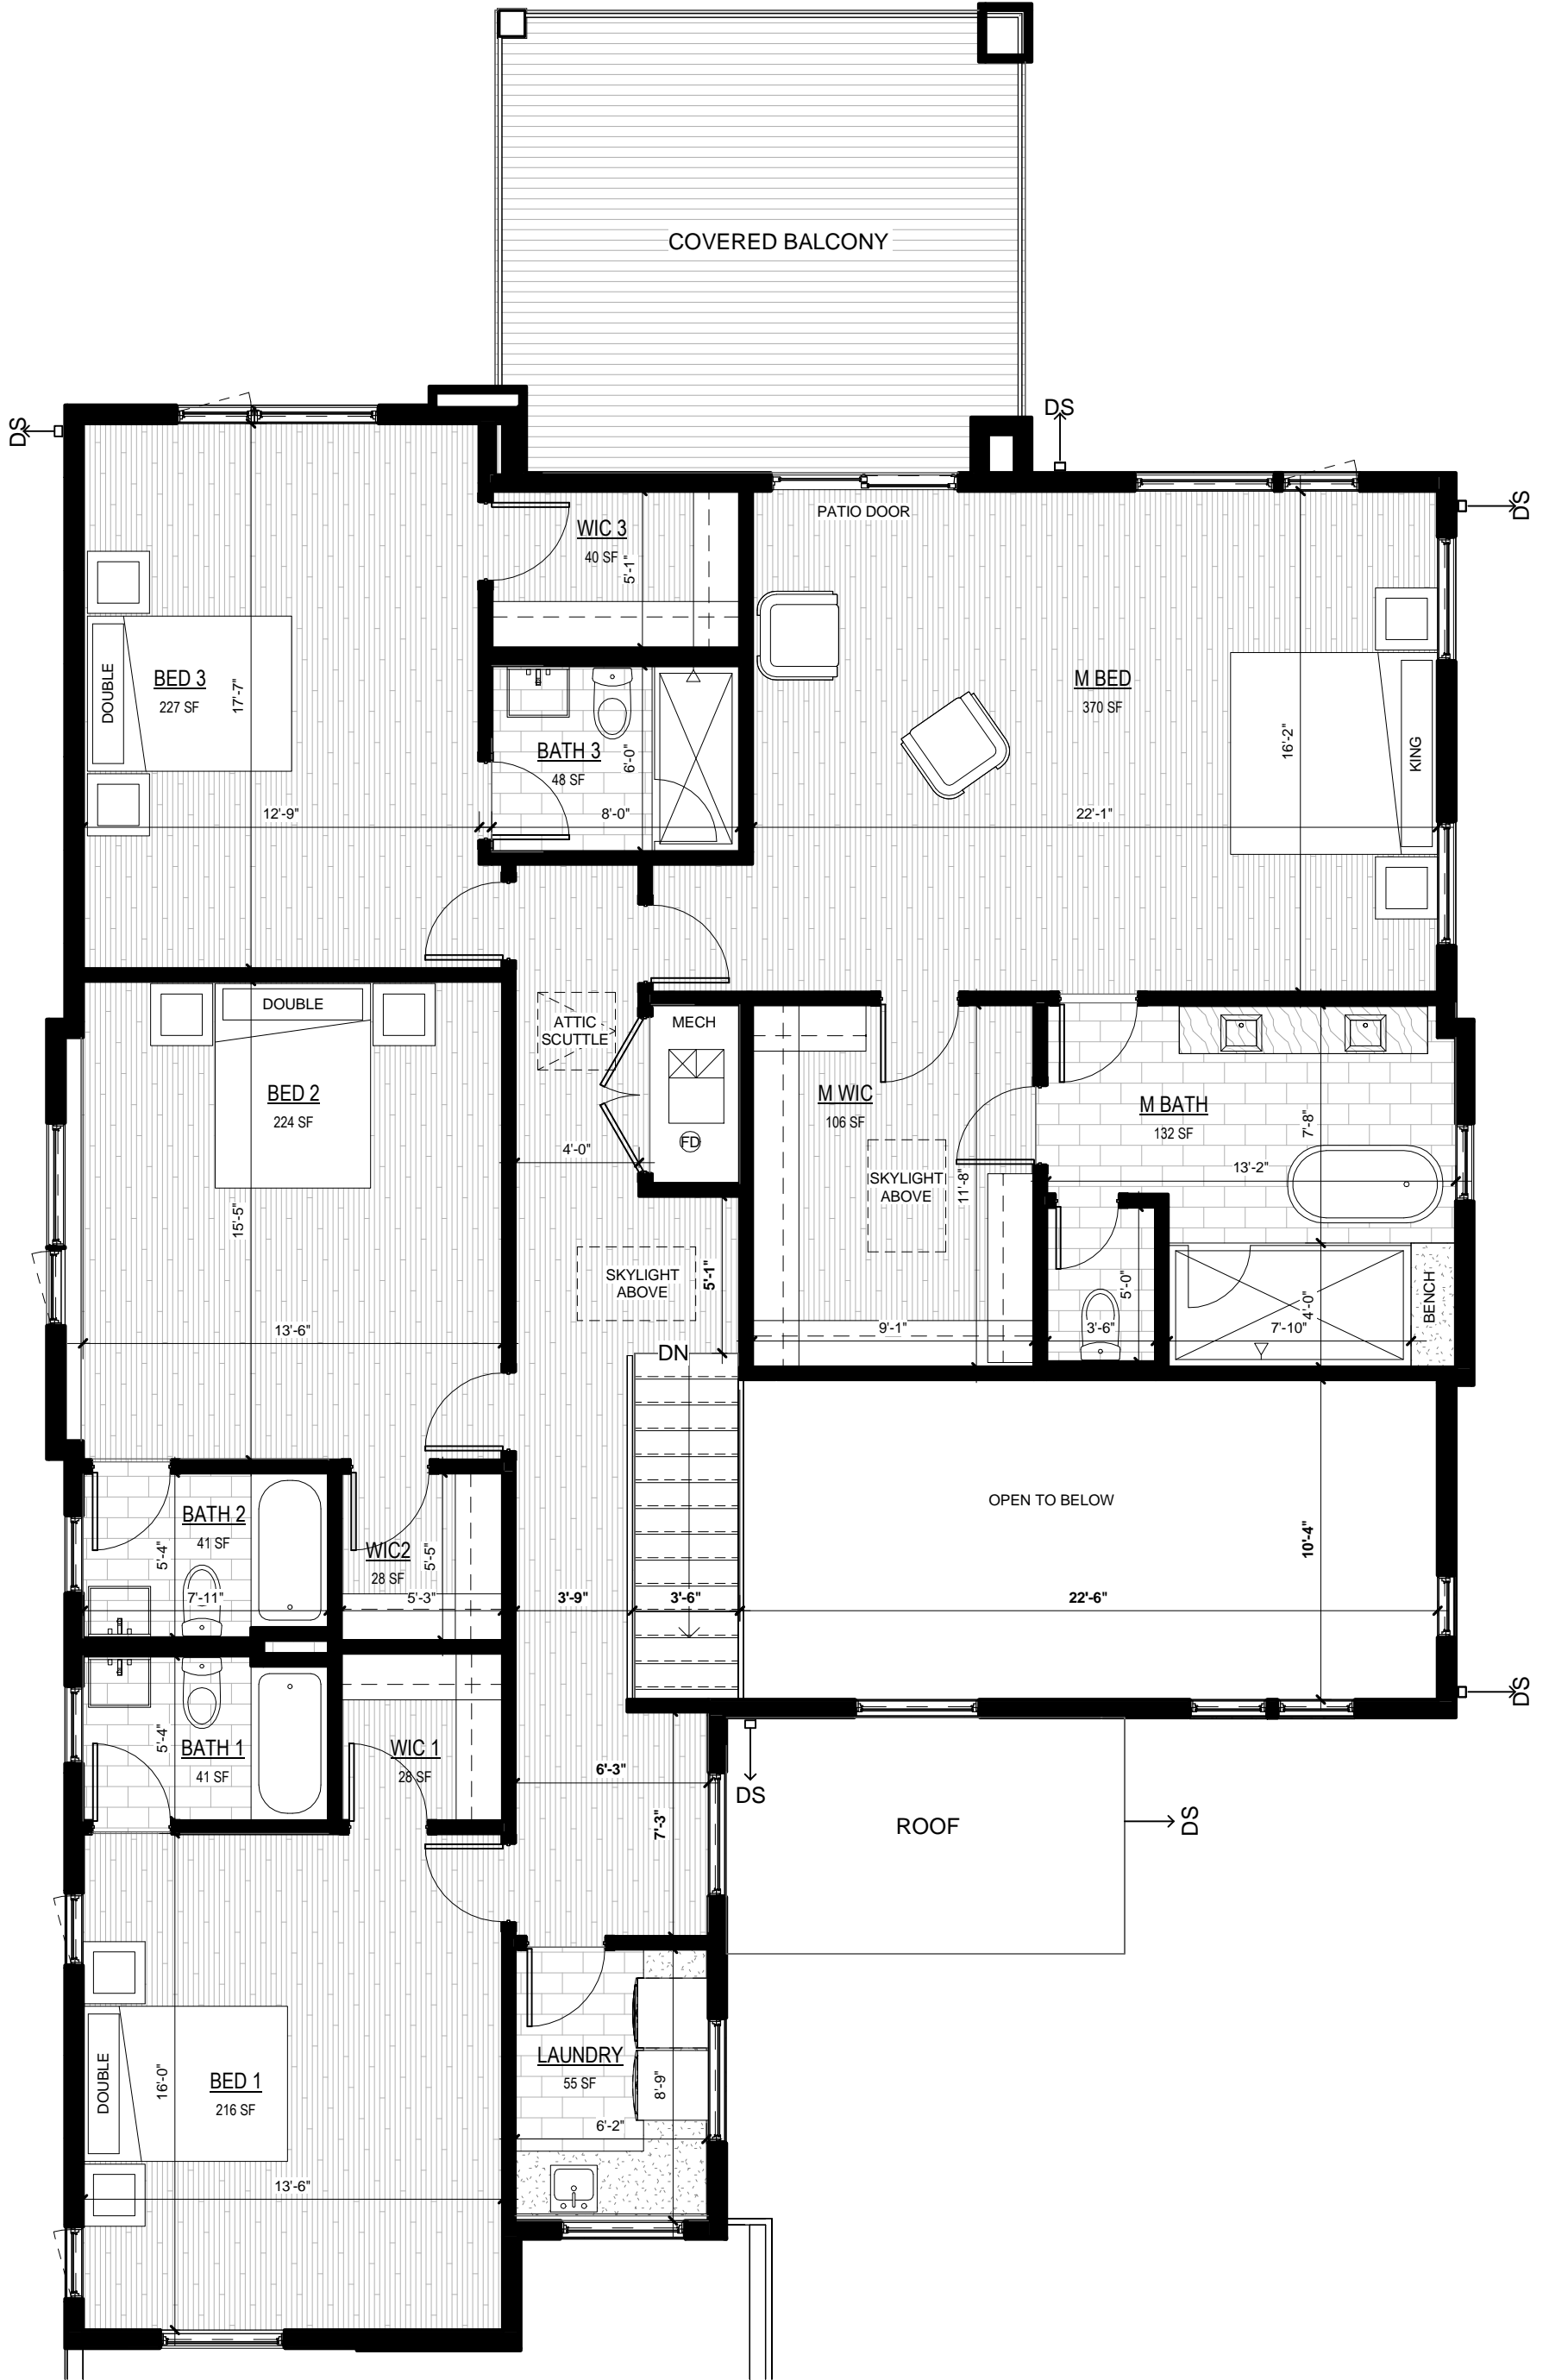 COVERED BALCONY
DS
DS
DS
PATIO DOOR
WIC 3
40 SF
5'-1"
BED 3
227 SF
17'-7"
DOUBLE
12'-9"
BATH 3
48 SF
6'-0"
8'-0"
M BED
370 SF
16'-2"
KING
22'-1"
ATTIC
SCUTTLE
MECH
FD
4'-0"
DOUBLE
BED 2
224 SF
15'-5"
13'-6"
M WIC
106 SF
SKYLIGHT
ABOVE
11'-8"
9'-1"
M BATH
132 SF
7'-8"
13'-2"
5'-0"
3'-6"
4'-0"
7'-10"
BENCH
SKYLIGHT
ABOVE
5'-1"
DN
OPEN TO BELOW
10'-4"
22'-6"
BATH 2
41 SF
5'-4"
7'-11"
WIC2
28 SF
5'-5"
5'-3"
3'-9"
3'-6"
DS
BATH 1
41 SF
5'-4"
WIC 1
28 SF
6'-3"
7'-3"
DS
ROOF
DS
LAUNDRY
55 SF
8'-9"
6'-2"
BED 1
216 SF
16'-0"
DOUBLE
13'-6"